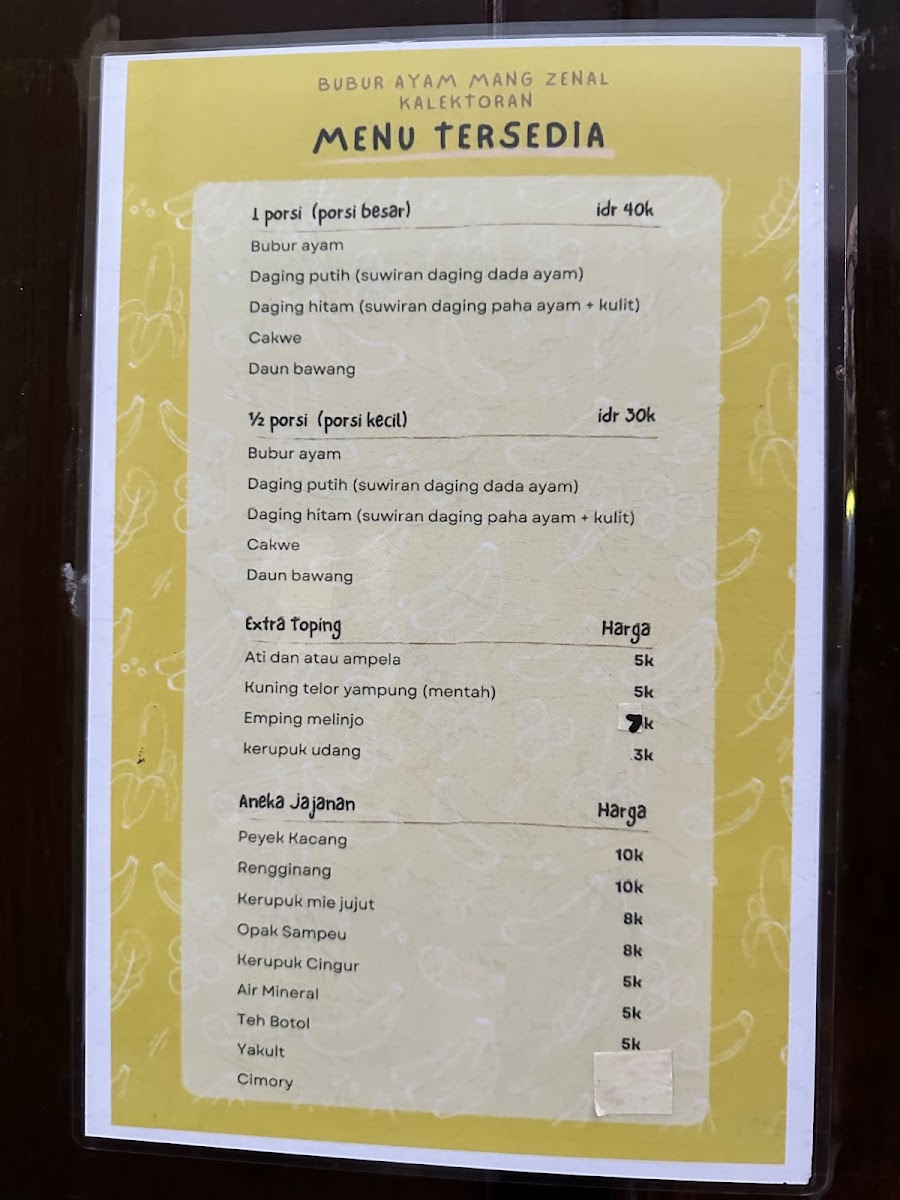 BUBUR AYAM MANG ZENAL
KALEKTORAN
MENU TERSEDIA
1 porsi (porsi besar) idr 40k
Bubur ayam
Daging putih (suwiran daging dada ayam)
Daging hitam (suwiran daging paha ayam + kulit)
Cakwe
Daun bawang
½ porsi (porsi kecil) idr 30k
Bubur ayam
Daging putih (suwiran daging dada ayam)
Daging hitam (suwiran daging paha ayam + kulit)
Cakwe
Daun bawang
Extra Toping Harga
Ati dan atau ampela 5k
Kuning telor yampung (mentah) 5k
Emping melinjo 7k
kerupuk udang 3k
Aneka Jajanan Harga
Peyek Kacang 10k
Rengginang 10k
Kerupuk mie jujut 8k
Opak Sampeu 8k
Kerupuk Cingur 5k
Air Mineral 5k
Teh Botol 5k
Yakult
Cimory